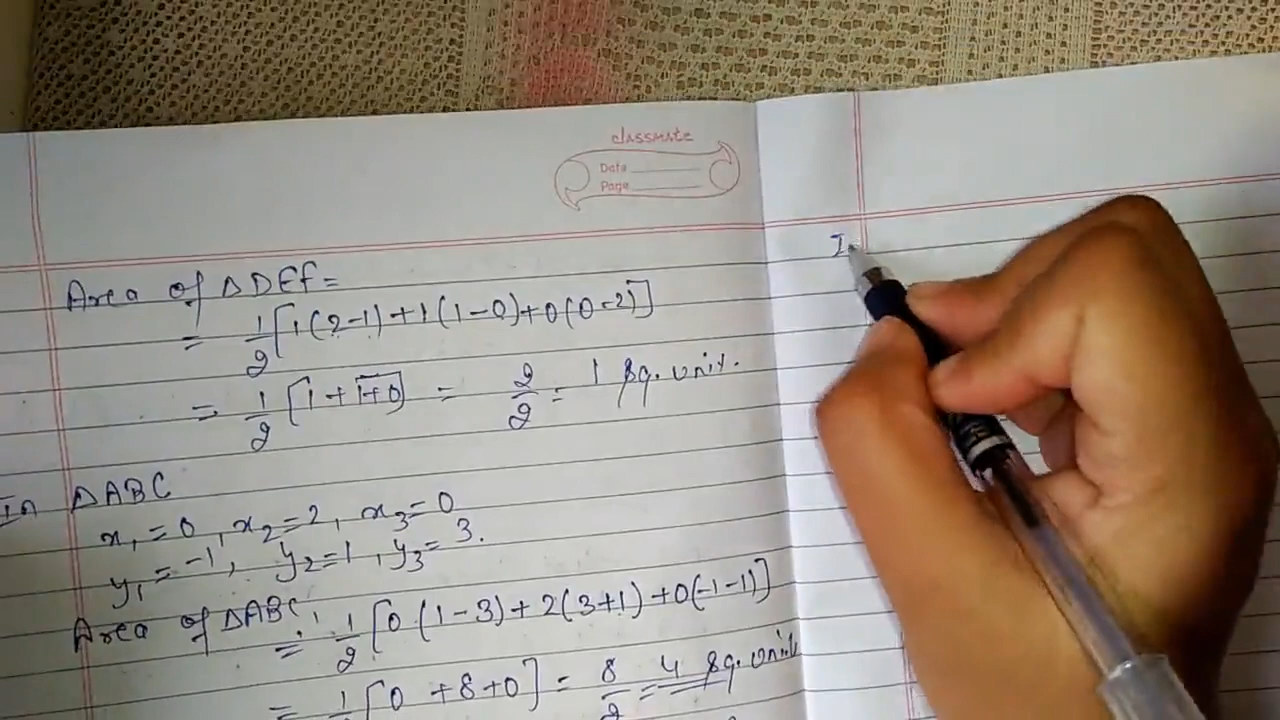 classmate
Date
Page
Area of ΔDEF =
= 1/2 [1(2-1)+1(1-0)+0(0-2)]
= 1/2 [1+1+0] = 2/2 = 1 sq. unit.
In ΔABC
x₁=0, x₂=2, x₃=0
y₁=-1, y₂=1, y₃=3.
Area of ΔABC
= 1/2 [0(1-3)+2(3+1)+0(-1-1)]
= 1/2 [0+8+0] = 8/2 = 4 sq. units